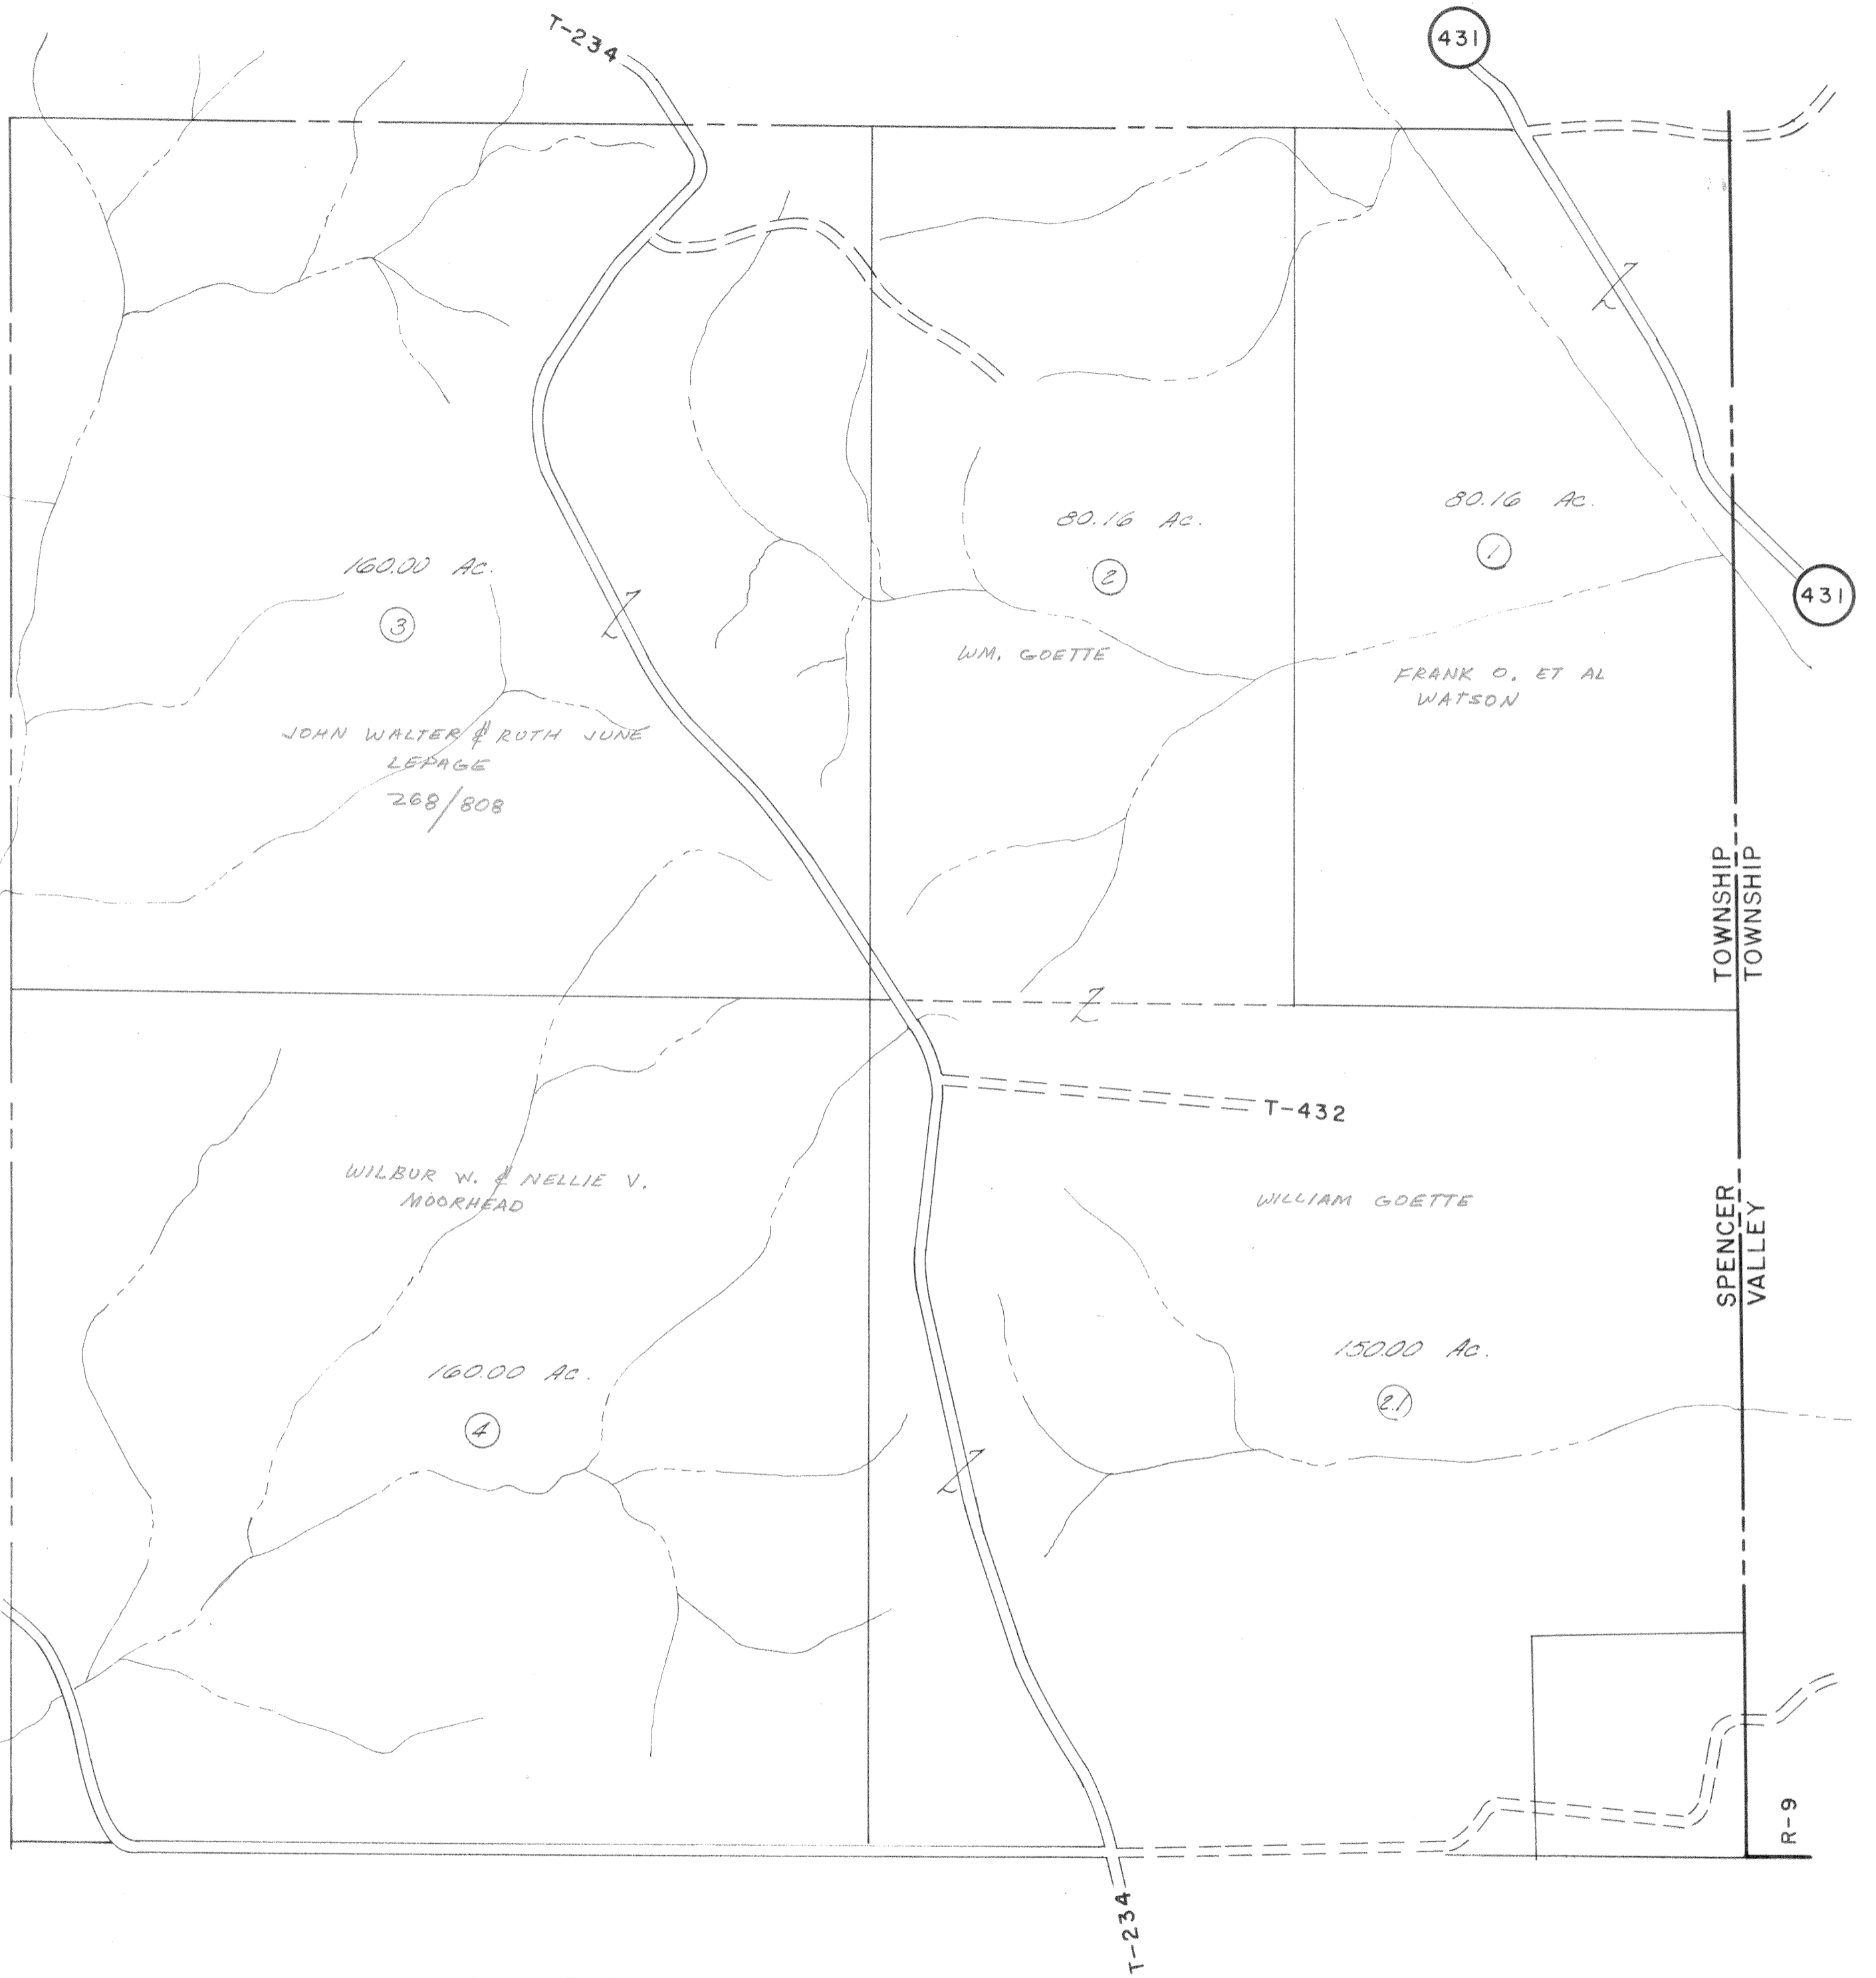 T-234
431
160.00 AC.
3
JOHN WALTER & RUTH JUNE
LEPAGE
268/808
80.16 AC.
2
WM. GOETTE
80.16 AC.
1
FRANK O. ET AL
WATSON
431
TOWNSHIP
TOWNSHIP
T-432
WILBUR W. & NELLIE V.
MOORHEAD
160.00 AC.
4
WILLIAM GOETTE
150.00 AC.
2.1
SPENCER
VALLEY
R-9
T-234